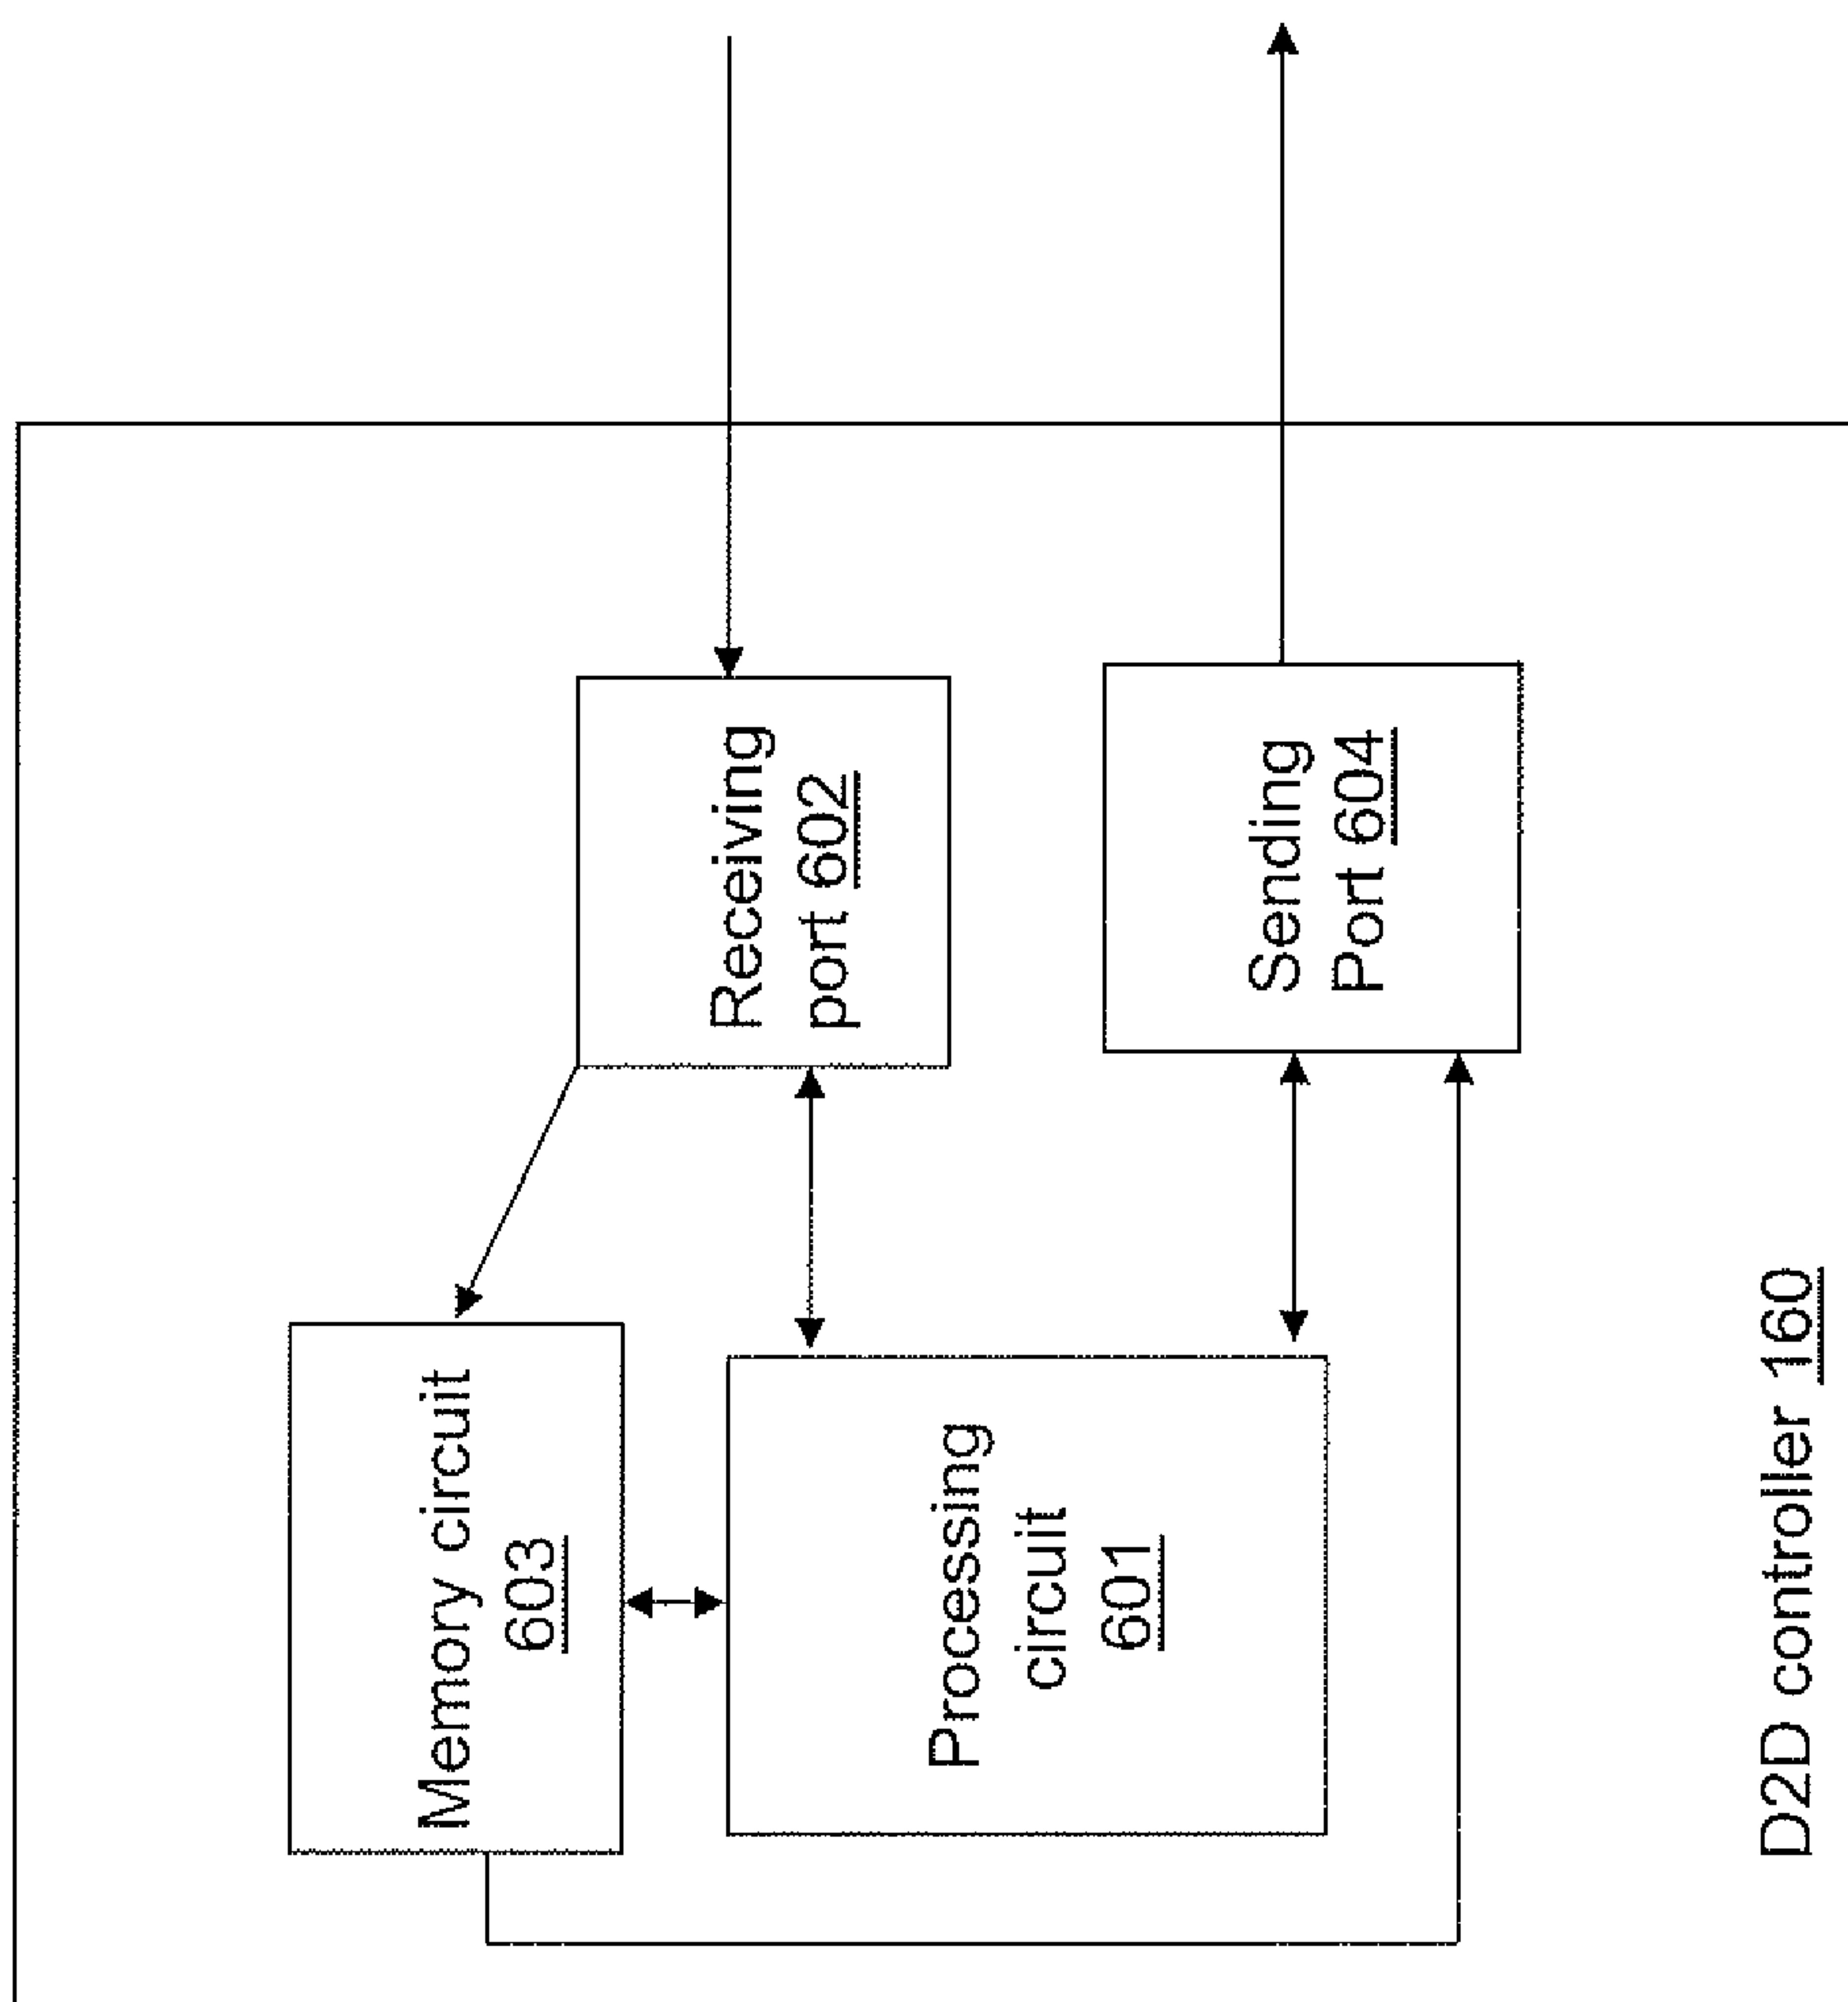 Memory circuit
603
Receiving
port 602
Processing
circuit
601
Sending
Port 604
D2D controller 160